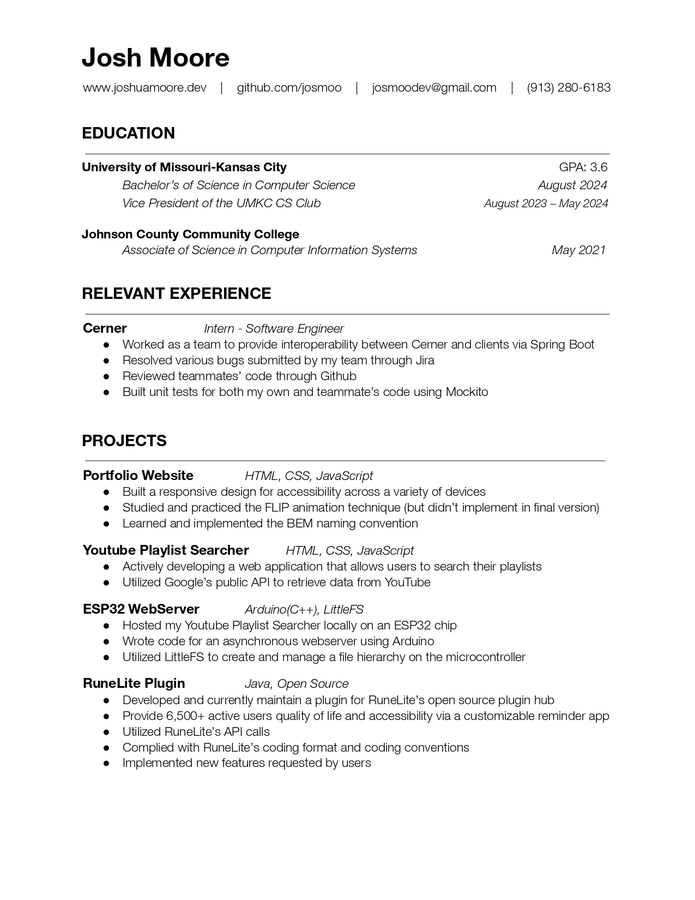 Josh Moore
www.joshuamoore.dev | github.com/josmoo | josmoodev@gmail.com | (913) 280-6183
EDUCATION
University of Missouri-Kansas City GPA: 3.6
Bachelor's of Science in Computer Science August 2024
Vice President of the UMKC CS Club August 2023 – May 2024
Johnson County Community College
Associate of Science in Computer Information Systems May 2021
RELEVANT EXPERIENCE
Cerner Intern - Software Engineer
● Worked as a team to provide interoperability between Cerner and clients via Spring Boot
● Resolved various bugs submitted by my team through Jira
● Reviewed teammates' code through Github
● Built unit tests for both my own and teammate's code using Mockito
PROJECTS
Portfolio Website HTML, CSS, JavaScript
● Built a responsive design for accessibility across a variety of devices
● Studied and practiced the FLIP animation technique (but didn't implement in final version)
● Learned and implemented the BEM naming convention
Youtube Playlist Searcher HTML, CSS, JavaScript
● Actively developing a web application that allows users to search their playlists
● Utilized Google's public API to retrieve data from YouTube
ESP32 WebServer Arduino(C++), LittleFS
● Hosted my Youtube Playlist Searcher locally on an ESP32 chip
● Wrote code for an asynchronous webserver using Arduino
● Utilized LittleFS to create and manage a file hierarchy on the microcontroller
RuneLite Plugin Java, Open Source
● Developed and currently maintain a plugin for RuneLite's open source plugin hub
● Provide 6,500+ active users quality of life and accessibility via a customizable reminder app
● Utilized RuneLite's API calls
● Complied with RuneLite's coding format and coding conventions
● Implemented new features requested by users